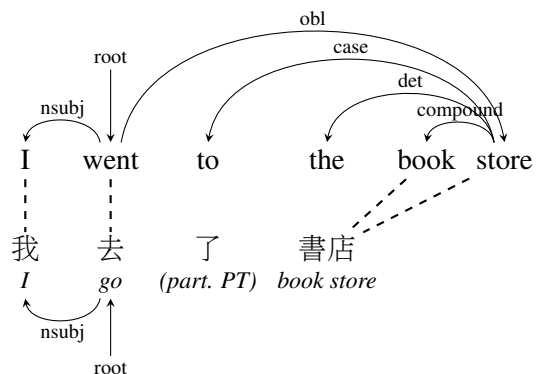 obl
case
root
det
nsubj
compound
I went to the book store
我 去 了 書店
I go (part. PT) book store
nsubj
root